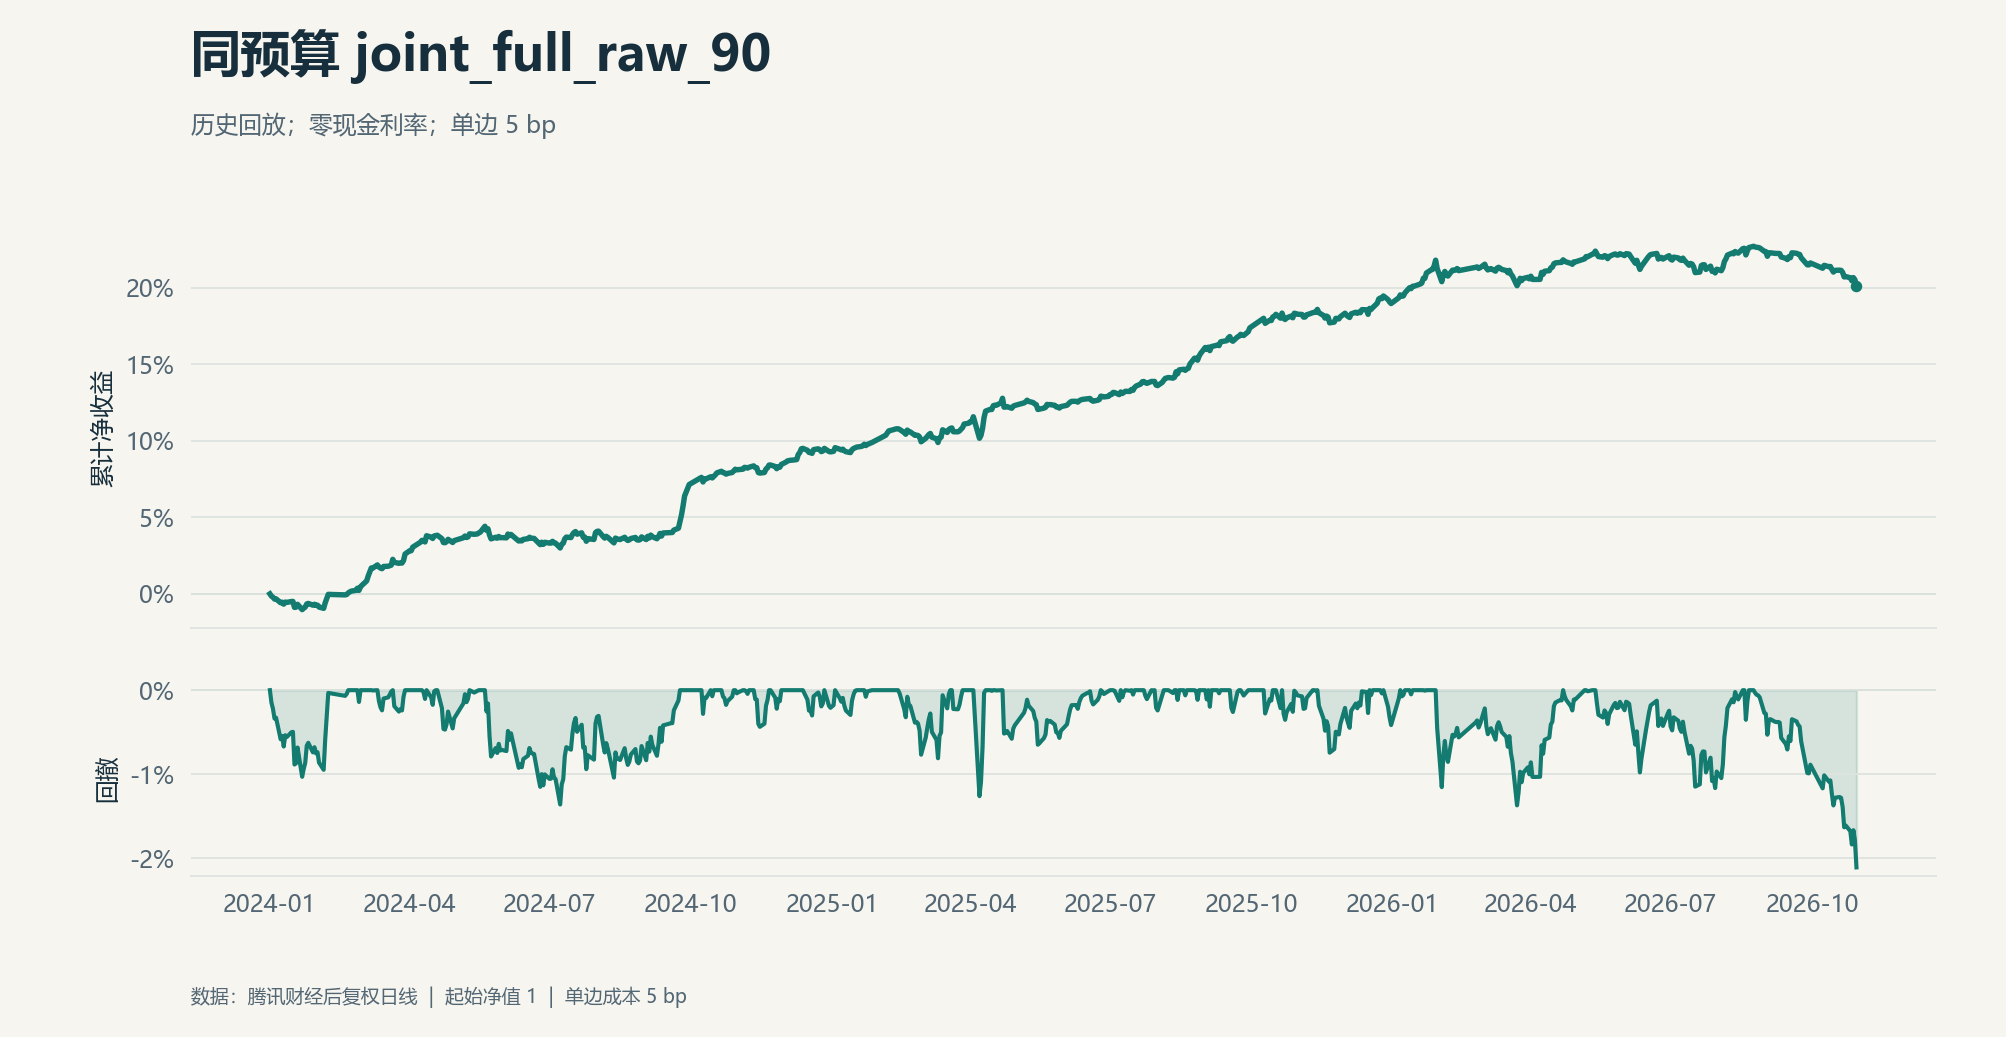 同预算 joint_full_raw_90
历史回放；零现金利率；单边 5 bp
累计净收益
20%
15%
10%
5%
0%
回撤
0%
-1%
-2%
2024-01 2024-04 2024-07 2024-10 2025-01 2025-04 2025-07 2025-10 2026-01 2026-04 2026-07 2026-10
数据：腾讯财经后复权日线 | 起始净值 1 | 单边成本 5 bp